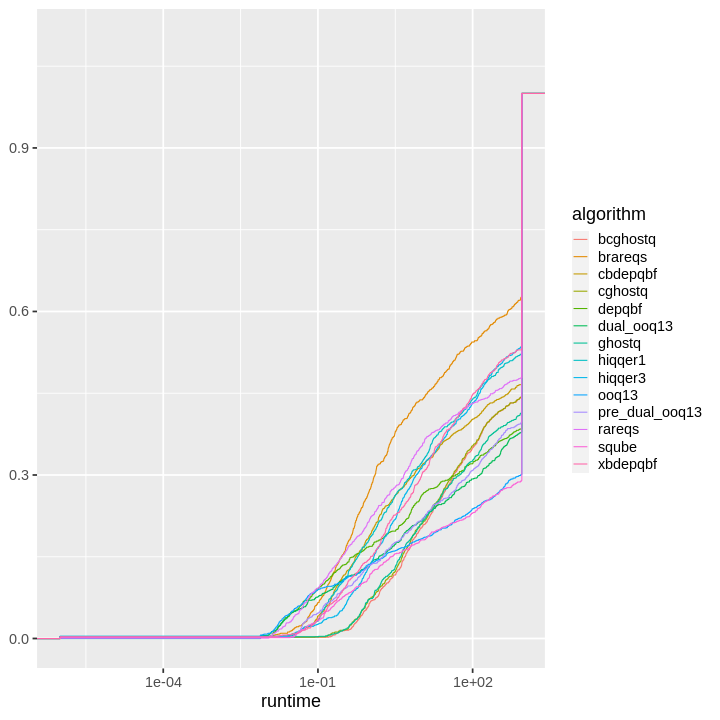 0.9
0.6
0.3
0.0
1e-04
1e-01
1e+02
runtime
algorithm
bcghostq
brareqs
cbdepqbf
cghostq
depqbf
dual_ooq13
ghostq
hiqqer1
hiqqer3
ooq13
pre_dual_ooq13
rareqs
sqube
xbdepqbf